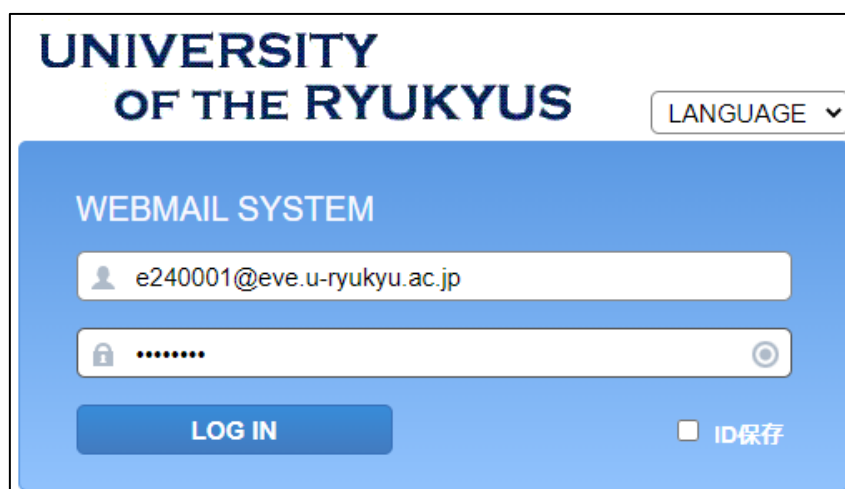 UNIVERSITY
OF THE RYUKYUS
LANGUAGE
WEBMAIL SYSTEM
e240001@eve.u-ryukyu.ac.jp
••••••••
LOG IN
ID保存